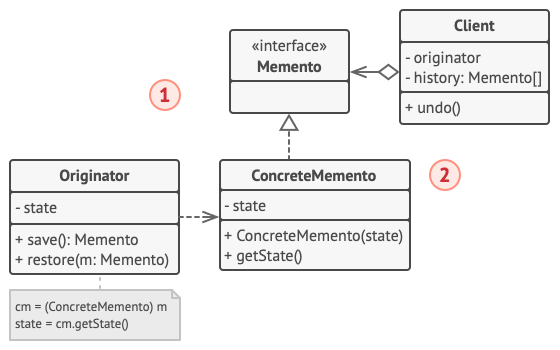 «interface»
Memento
Client
- originator
- history: Memento[]
+ undo()
1
Originator
- state
+ save(): Memento
+ restore(m: Memento)
ConcreteMemento
- state
+ ConcreteMemento(state)
+ getState()
2
cm = (ConcreteMemento) m
state = cm.getState()